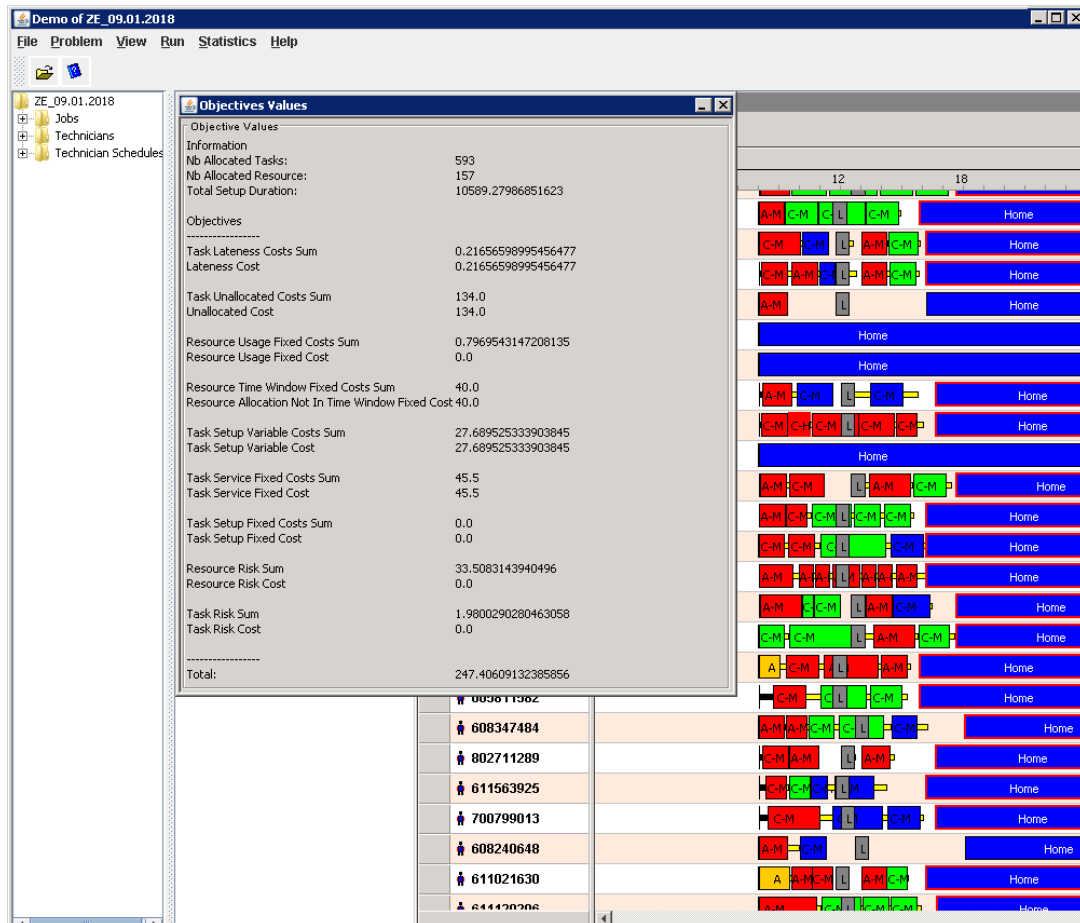 Demo of ZE_09.01.2018
File Problem View Run Statistics Help
ZE_09.01.2018
Jobs
Technicians
Technician Schedules
Objectives Values
Objective Values
Information
Nb Allocated Tasks: 593
Nb Allocated Resource: 157
Total Setup Duration: 10589.27986851623
Objectives
-----------------
Task Lateness Costs Sum 0.21656598995456477
Lateness Cost 0.21656598995456477
Task Unallocated Costs Sum 134.0
Unallocated Cost 134.0
Resource Usage Fixed Costs Sum 0.7969543147208135
Resource Usage Fixed Cost 0.0
Resource Time Window Fixed Costs Sum 40.0
Resource Allocation Not In Time Window Fixed Cost 40.0
Task Setup Variable Costs Sum 27.689525333903845
Task Setup Variable Cost 27.689525333903845
Task Service Fixed Costs Sum 45.5
Task Service Fixed Cost 45.5
Task Setup Fixed Costs Sum 0.0
Task Setup Fixed Cost 0.0
Resource Risk Sum 33.5083143940496
Resource Risk Cost 0.0
Task Risk Sum 1.9800290280463058
Task Risk Cost 0.0
-----------------
Total: 247.40609132385856
12 18
A-M C-M C L C-M Home
C-M C-M L A-M C-M Home
C-M A-M C L A-M C-M Home
A-M L Home
Home
Home
A-M C-M L C-M Home
C-M C-M L C-M C-M Home
Home
A-M C-M L A-M C-M Home
A-M C-M C-M L C-M C-M Home
C-M C-M C L C-M Home
A-M A-M A L A-M A-M A-M Home
A-M C C-M L A-M C-M Home
C-M C-M L A-M C-M Home
A C-M L A-M Home
C-M C L C-M Home
608347484 A-M A-M C-M C L C-M Home
802711289 C-M A-M L A-M Home
611563925 C-M C-M C L M Home
700799013 C-M L C-M Home
608240648 A-M C-M L Home
611021630 A A-M C-M L A-M C-M Home
611120206 A-M C-M L C-M C-M Home